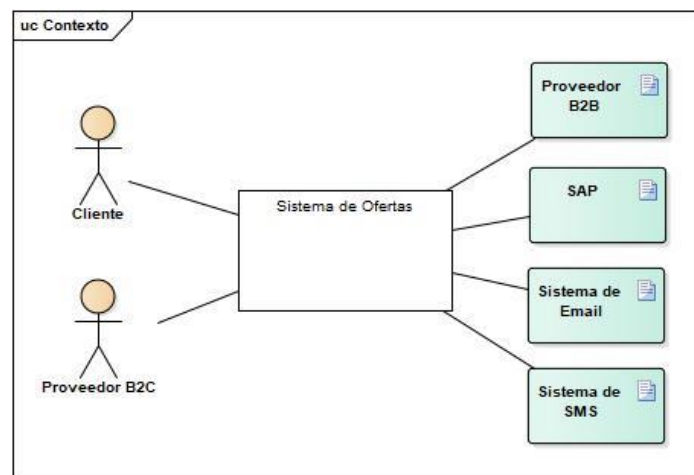 uc Contexto
Proveedor
B2B
Cliente
Sistema de Ofertas
SAP
Proveedor B2C
Sistema de
Email
Sistema de
SMS